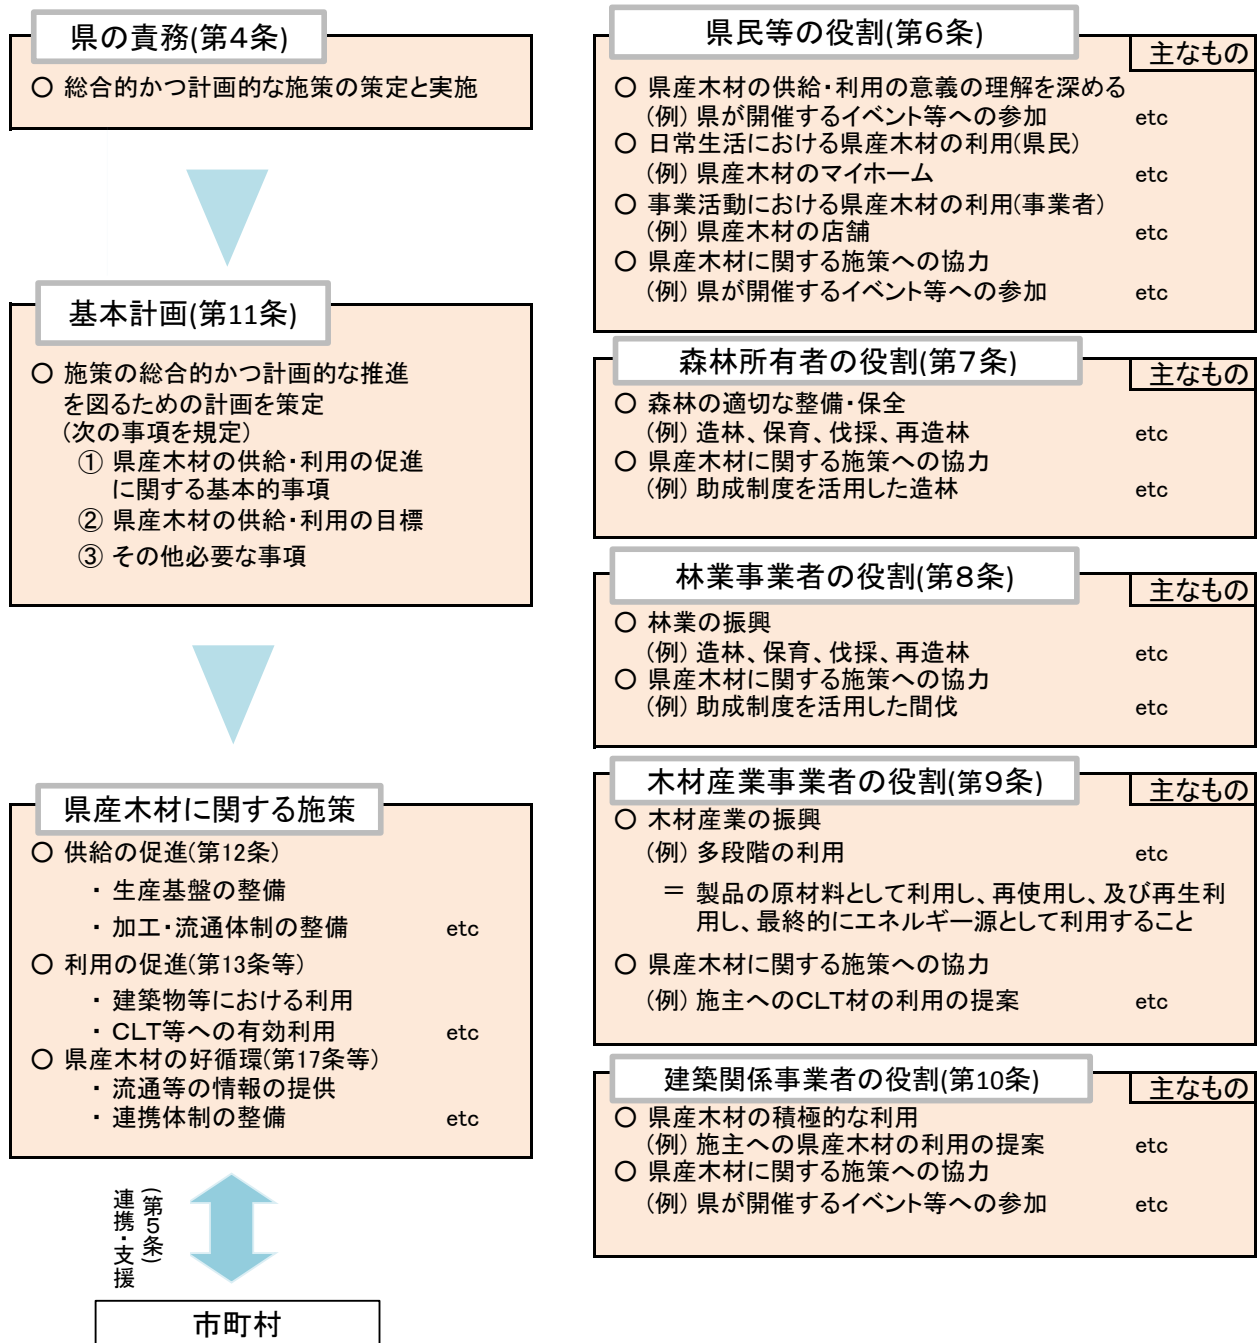 県の責務(第4条)
○ 総合的かつ計画的な施策の策定と実施
基本計画(第11条)
○ 施策の総合的かつ計画的な推進
を図るための計画を策定
(次の事項を規定)
① 県産木材の供給・利用の促進
に関する基本的事項
② 県産木材の供給・利用の目標
③ その他必要な事項
県産木材に関する施策
○ 供給の促進(第12条)
・ 生産基盤の整備
・ 加工・流通体制の整備 etc
○ 利用の促進(第13条等)
・ 建築物等における利用
・ CLT等への有効利用 etc
○ 県産木材の好循環(第17条等)
・ 流通等の情報の提供
・ 連携体制の整備 etc
(第5条)
連携・支援
市町村
県民等の役割(第6条)
主なもの
○ 県産木材の供給・利用の意義の理解を深める
(例) 県が開催するイベント等への参加 etc
○ 日常生活における県産木材の利用(県民)
(例) 県産木材のマイホーム etc
○ 事業活動における県産木材の利用(事業者)
(例) 県産木材の店舗 etc
○ 県産木材に関する施策への協力
(例) 県が開催するイベント等への参加 etc
森林所有者の役割(第7条)
主なもの
○ 森林の適切な整備・保全
(例) 造林、保育、伐採、再造林 etc
○ 県産木材に関する施策への協力
(例) 助成制度を活用した造林 etc
林業事業者の役割(第8条)
主なもの
○ 林業の振興
(例) 造林、保育、伐採、再造林 etc
○ 県産木材に関する施策への協力
(例) 助成制度を活用した間伐 etc
木材産業事業者の役割(第9条)
主なもの
○ 木材産業の振興
(例) 多段階の利用 etc
＝ 製品の原材料として利用し、再使用し、及び再生利
用し、最終的にエネルギー源として利用すること
○ 県産木材に関する施策への協力
(例) 施主へのCLT材の利用の提案 etc
建築関係事業者の役割(第10条)
主なもの
○ 県産木材の積極的な利用
(例) 施主への県産木材の利用の提案 etc
○ 県産木材に関する施策への協力
(例) 県が開催するイベント等への参加 etc